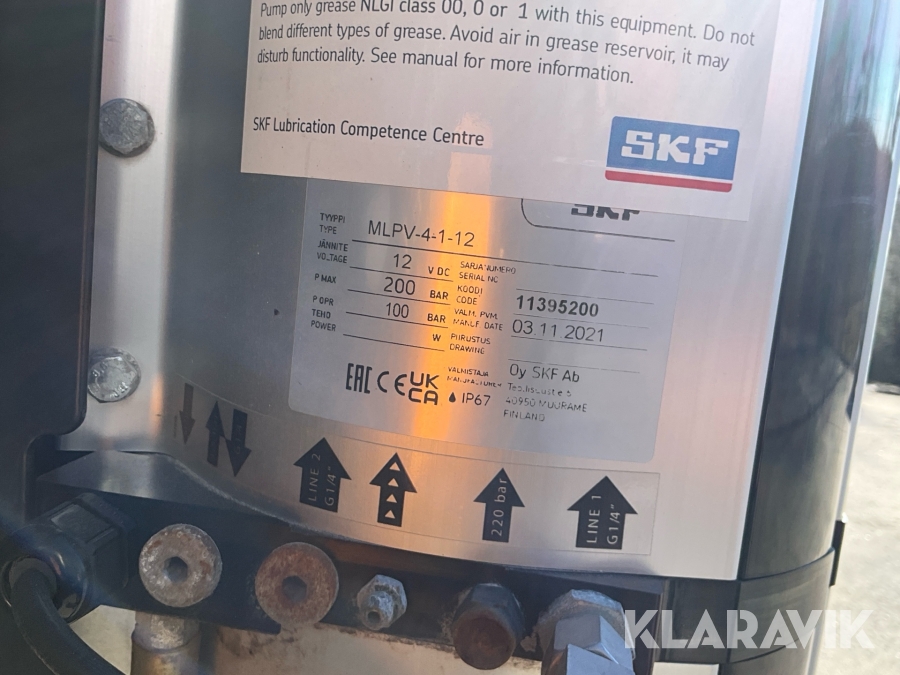 Pump only grease NLGI class 00, 0 or 1 with this equipment. Do not
blend different types of grease. Avoid air in grease reservoir, it may
disturb functionality. See manual for more information.
SKF Lubrication Competence Centre
SKF
SKF
TYYPPI
TYPE
MLPV-4-1-12
JÄNNITE
VOLTAGE
12 V DC
SARJANUMERO
SERIAL NO
P MAX
200 BAR
KOODI
CODE
11395200
P OPR
100 BAR
VALM. PVM.
MANUF. DATE
03.11 2021
TEHO
POWER
W
PIIRUSTUS
DRAWING
VALMISTAJA
MANUFACTURER
Oy SKF Ab
40950 MUURAME
FINLAND
EAC CE UK CA IP67
LINE 2
G1/4"
220 bar
LINE 1
G1/4"
KLARAVIK